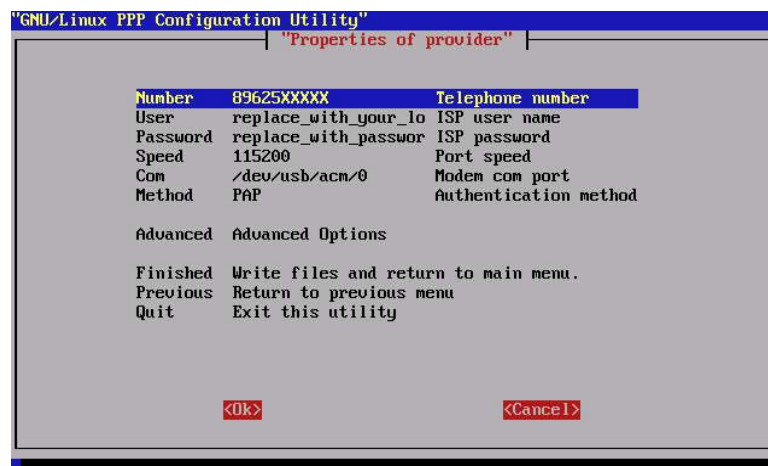 "GNU/Linux PPP Configuration Utility"
"Properties of provider"
Number 89625XXXXX Telephone number
User replace_with_your_lo ISP user name
Password replace_with_passwor ISP password
Speed 115200 Port speed
Com /dev/usb/acm/0 Modem com port
Method PAP Authentication method
Advanced Advanced Options
Finished Write files and return to main menu.
Previous Return to previous menu
Quit Exit this utility
<Ok> <Cancel>